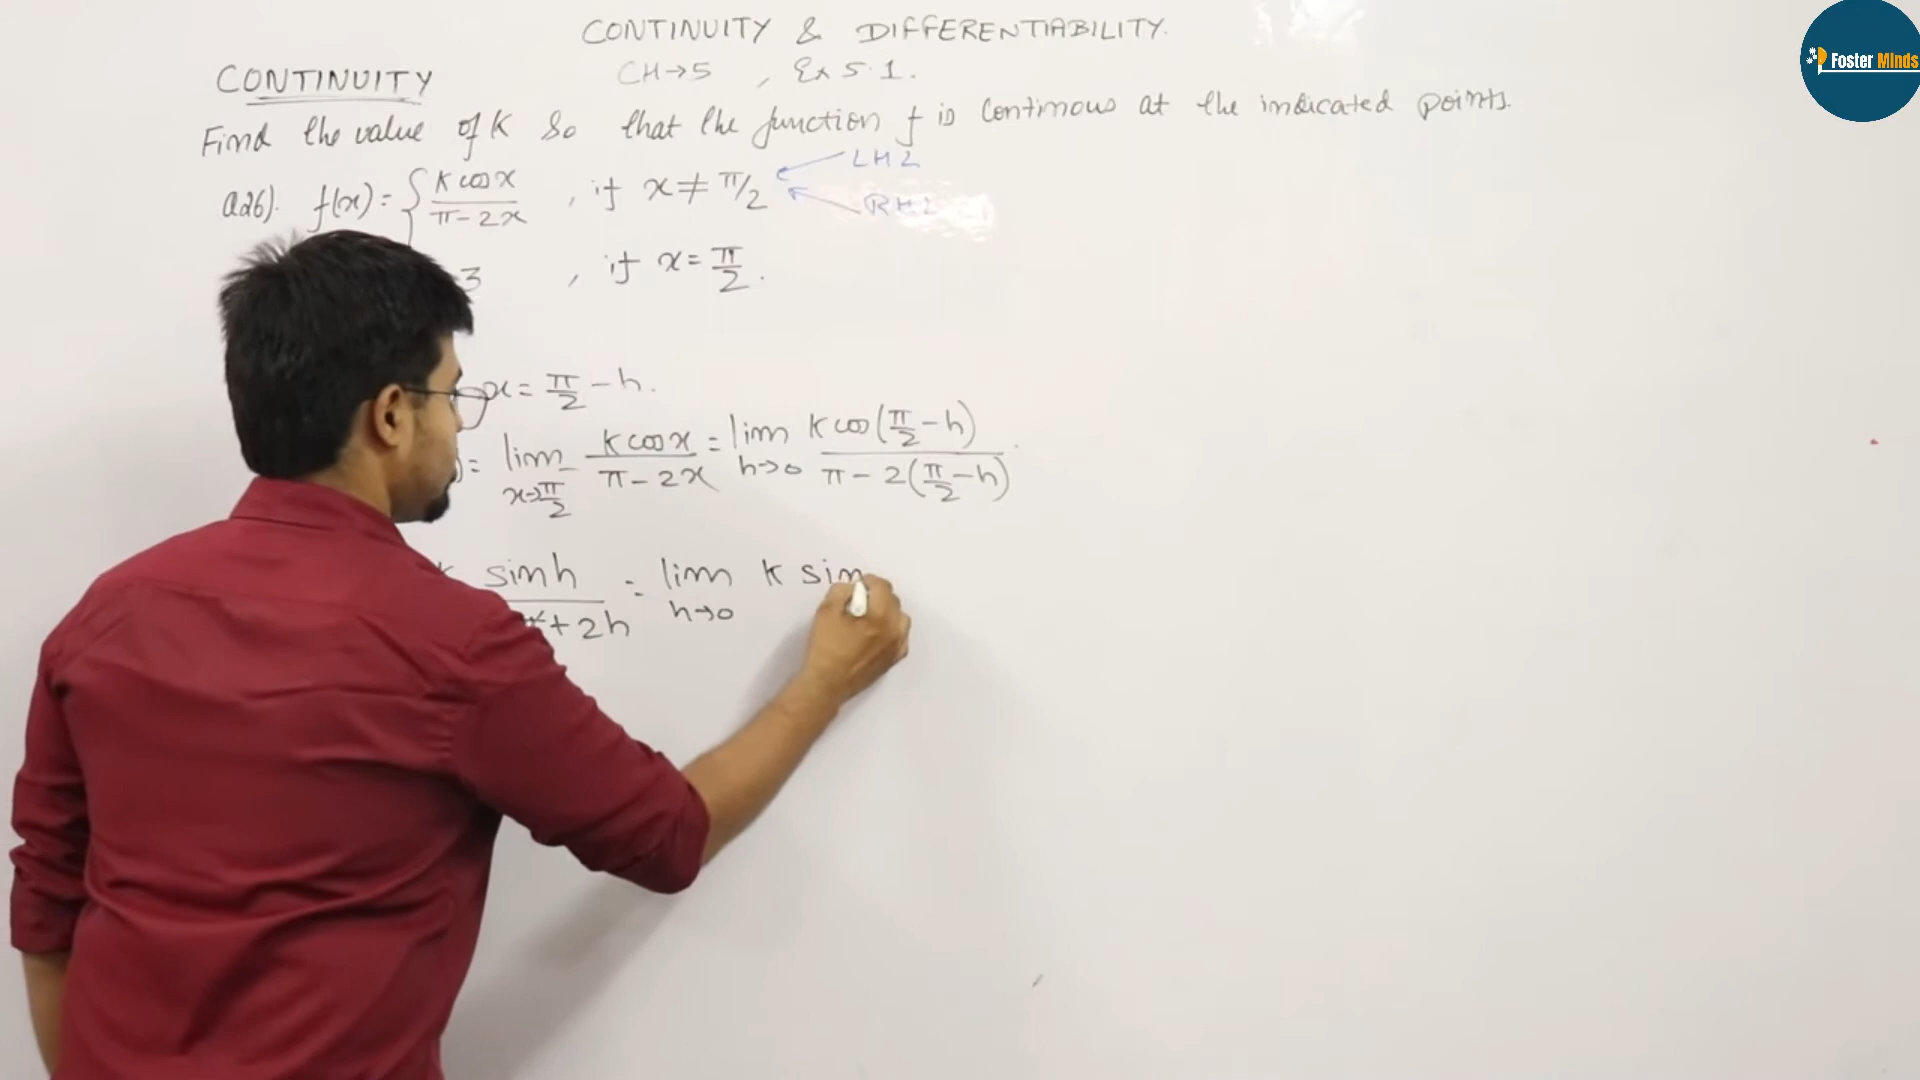 CONTINUITY & DIFFERENTIABILITY.
CH→5 , Ex 5.1.
CONTINUITY
Find the value of K so that the function f is continous at the indicated points.
Q26). f(x) = { K cos x / π - 2x , if x ≠ π/2
LHL
RHL
3 , if x = π/2 .
x = π/2 - h .
) = lim x→π/2⁻ K cos x / π - 2x = lim h→0 K cos(π/2 - h) / π - 2(π/2 - h)
K sin h / + 2h = lim h→0 K sin
Foster Minds